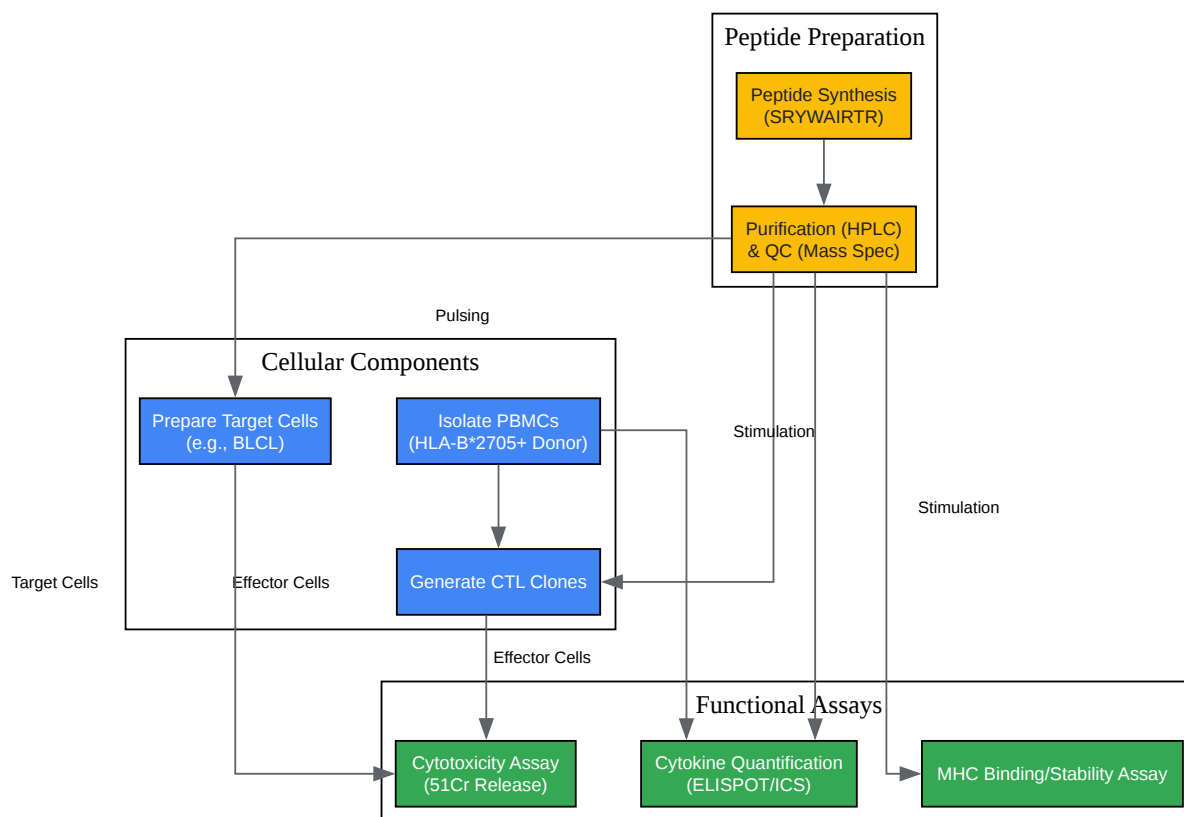 Peptide Preparation
Peptide Synthesis
(SRYWAIRTR)
Purification (HPLC)
& QC (Mass Spec)
Pulsing
Cellular Components
Prepare Target Cells
(e.g., BLCL)
Isolate PBMCs
(HLA-B*2705+ Donor)
Stimulation
Stimulation
Target Cells
Effector Cells
Generate CTL Clones
Effector Cells
Functional Assays
Cytotoxicity Assay
(51Cr Release)
Cytokine Quantification
(ELISPOT/ICS)
MHC Binding/Stability Assay